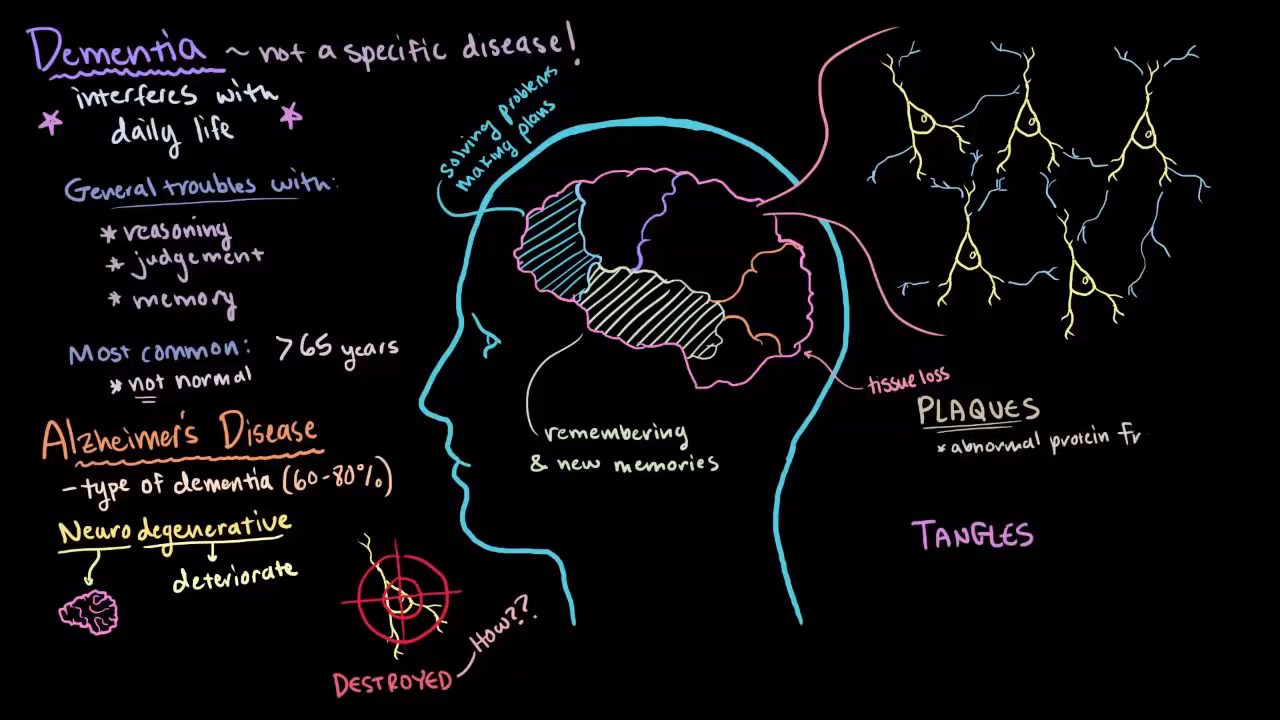 Dementia ~ not a specific disease!
interferes with
daily life
General troubles with:
* reasoning
* judgement
* memory
Most common: >65 years
* not normal
Alzheimer's Disease
- type of dementia (60-80%)
Neurodegenerative
deteriorate
DESTROYED
How??
solving problems
making plans
remembering
& new memories
tissue loss
PLAQUES
* abnormal protein fr
TANGLES